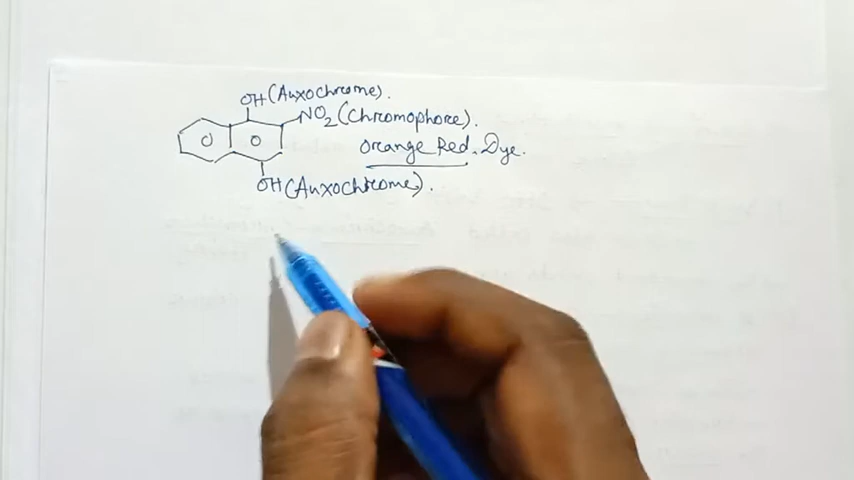 OH (Auxochrome).
NO2 (Chromophore).
Orange Red. Dye.
OH (Auxochrome).